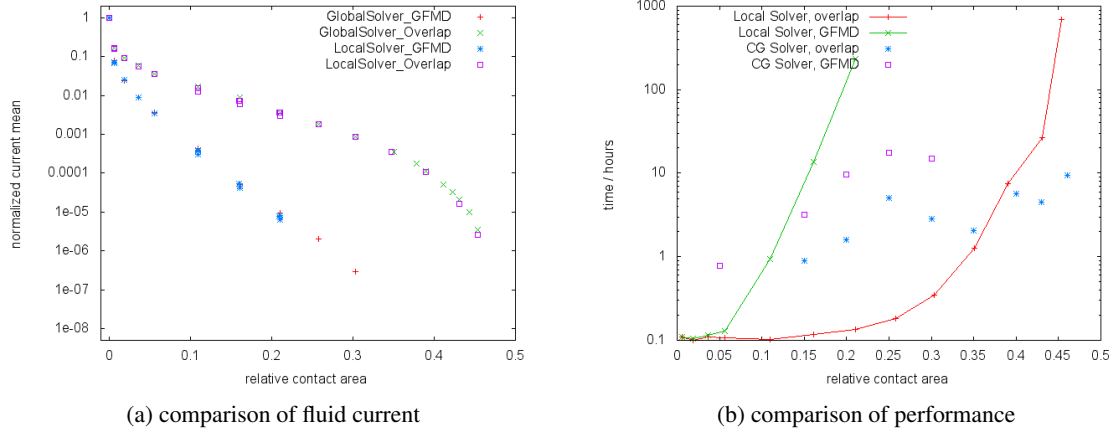 GlobalSolver_GFMD
GlobalSolver_Overlap
LocalSolver_GFMD
LocalSolver_Overlap
normalized current mean
1
0.1
0.01
0.001
0.0001
1e-05
1e-06
1e-07
1e-08
0 0.1 0.2 0.3 0.4 0.5
relative contact area
(a) comparison of fluid current
Local Solver, overlap
Local Solver, GFMD
CG Solver, overlap
CG Solver, GFMD
time / hours
1000
100
10
1
0.1
0 0.05 0.1 0.15 0.2 0.25 0.3 0.35 0.4 0.45 0.5
relative contact area
(b) comparison of performance